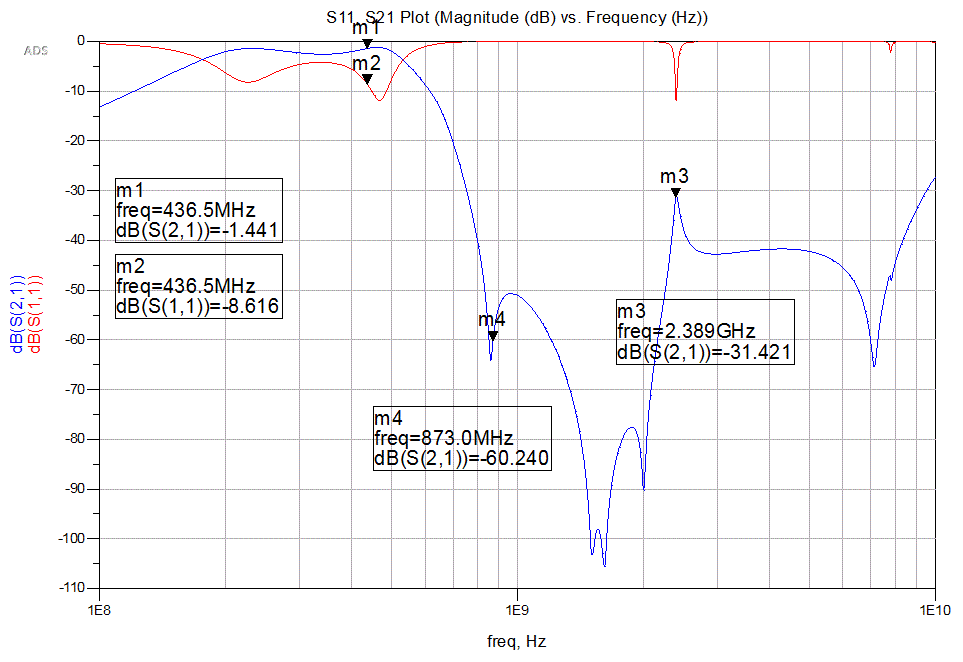 S11, S21 Plot (Magnitude (dB) vs. Frequency (Hz))
ADS
m1
m2
m3
m4
0
-10
-20
-30
-40
-50
-60
-70
-80
-90
-100
-110
m1
freq=436.5MHz
dB(S(2,1))=-1.441
m2
freq=436.5MHz
dB(S(1,1))=-8.616
m3
freq=2.389GHz
dB(S(2,1))=-31.421
m4
freq=873.0MHz
dB(S(2,1))=-60.240
dB(S(2,1))
dB(S(1,1))
1E8
1E9
1E10
freq, Hz